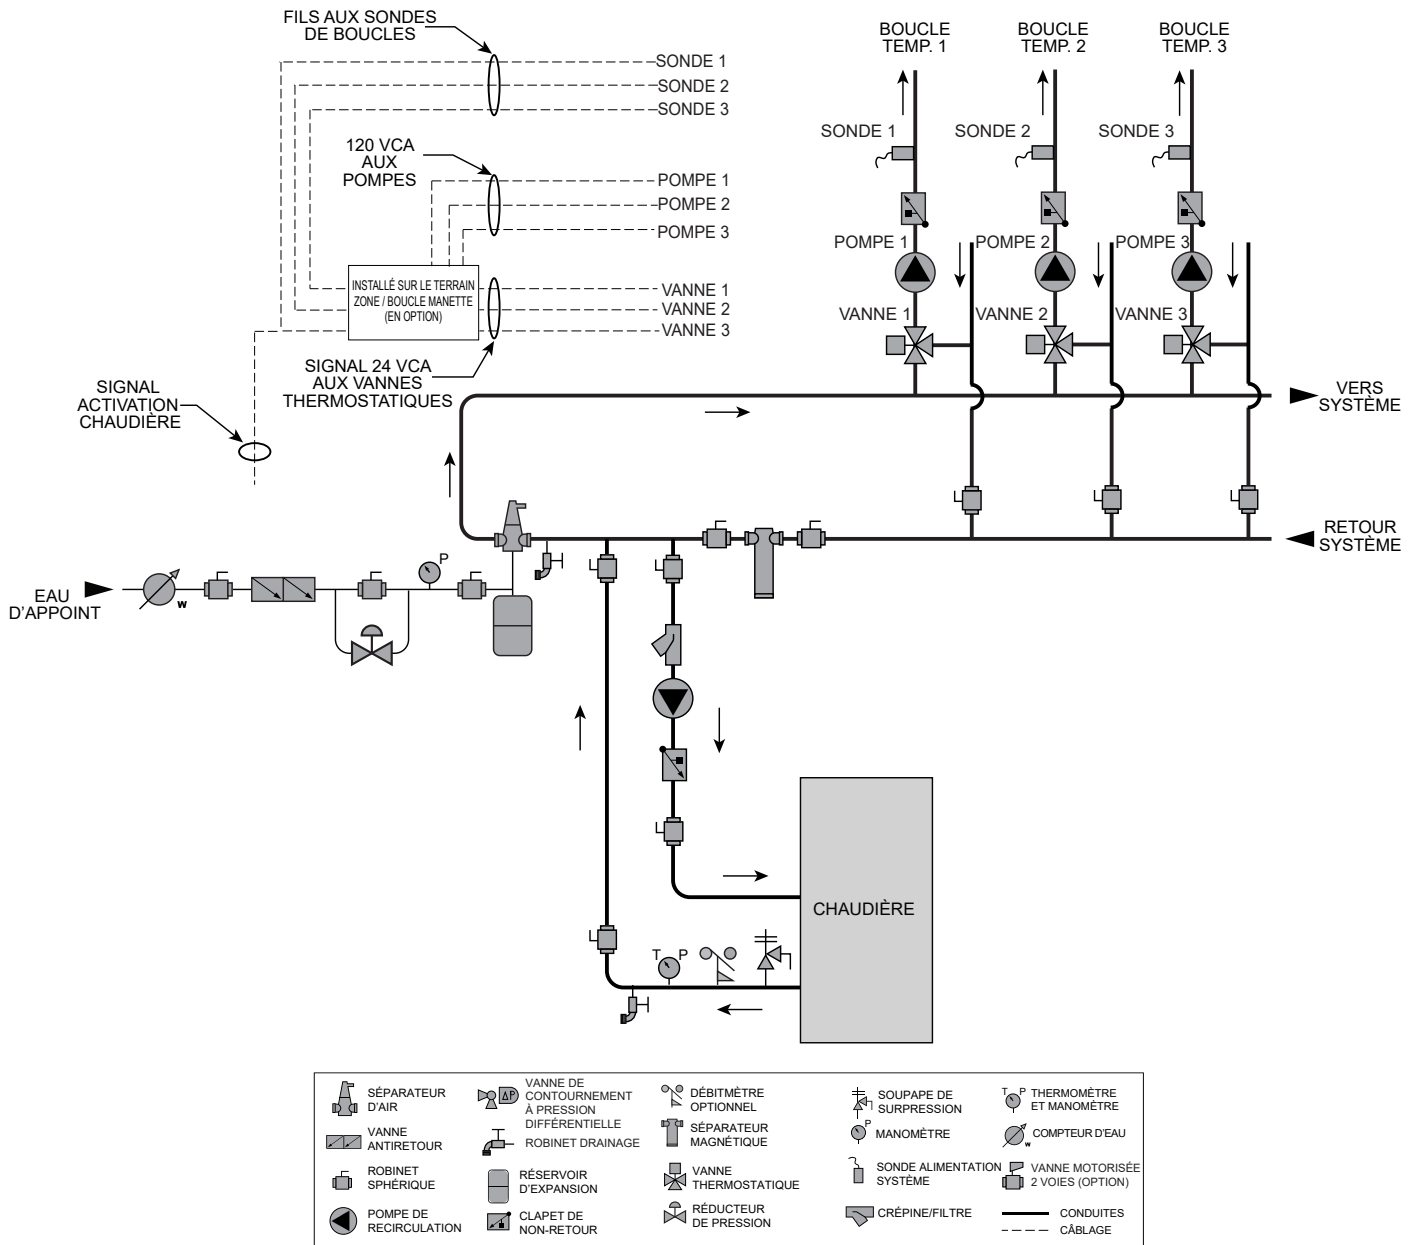 FILS AUX SONDES
DE BOUCLES
SONDE 1
SONDE 2
SONDE 3
120 VCA
AUX
POMPES
POMPE 1
POMPE 2
POMPE 3
INSTALLÉ SUR LE TERRAIN
ZONE / BOUCLE MANETTE
(EN OPTION)
VANNE 1
VANNE 2
VANNE 3
SIGNAL 24 VCA
AUX VANNES
THERMOSTATIQUES
SIGNAL
ACTIVATION
CHAUDIÈRE
BOUCLE
TEMP. 1
BOUCLE
TEMP. 2
BOUCLE
TEMP. 3
SONDE 1
SONDE 2
SONDE 3
POMPE 1
POMPE 2
POMPE 3
VANNE 1
VANNE 2
VANNE 3
VERS
SYSTÈME
RETOUR
SYSTÈME
EAU
D'APPOINT
W
P
CHAUDIÈRE
T P
SÉPARATEUR
D'AIR
VANNE
ANTIRETOUR
ROBINET
SPHÉRIQUE
POMPE DE
RECIRCULATION
ΔP
VANNE DE
CONTOURNEMENT
À PRESSION
DIFFÉRENTIELLE
ROBINET DRAINAGE
RÉSERVOIR
D'EXPANSION
CLAPET DE
NON-RETOUR
DÉBITMÈTRE
OPTIONNEL
SÉPARATEUR
MAGNÉTIQUE
VANNE
THERMOSTATIQUE
RÉDUCTEUR
DE PRESSION
SOUPAPE DE
SURPRESSION
P
MANOMÈTRE
SONDE ALIMENTATION
SYSTÈME
CRÉPINE/FILTRE
T P
THERMOMÈTRE
ET MANOMÈTRE
W
COMPTEUR D'EAU
VANNE MOTORISÉE
2 VOIES (OPTION)
CONDUITES
CÂBLAGE